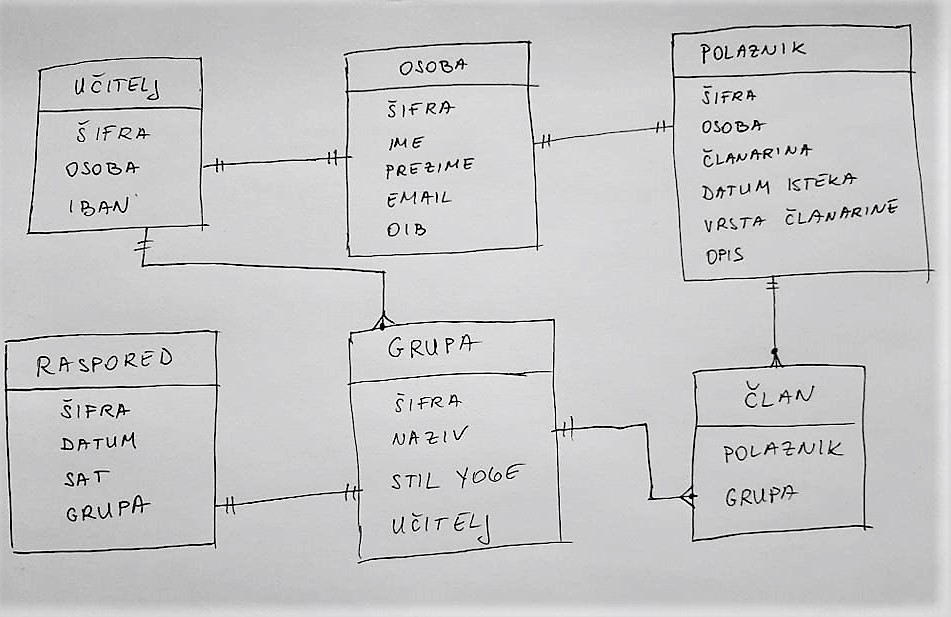 UČITELJ
ŠIFRA
OSOBA
IBAN
OSOBA
ŠIFRA
IME
PREZIME
EMAIL
OIB
POLAZNIK
ŠIFRA
OSOBA
ČLANARINA
DATUM ISTEKA
VRSTA ČLANARINE
OPIS
RASPORED
ŠIFRA
DATUM
SAT
GRUPA
GRUPA
ŠIFRA
NAZIV
STIL YOGE
UČITELJ
ČLAN
POLAZNIK
GRUPA